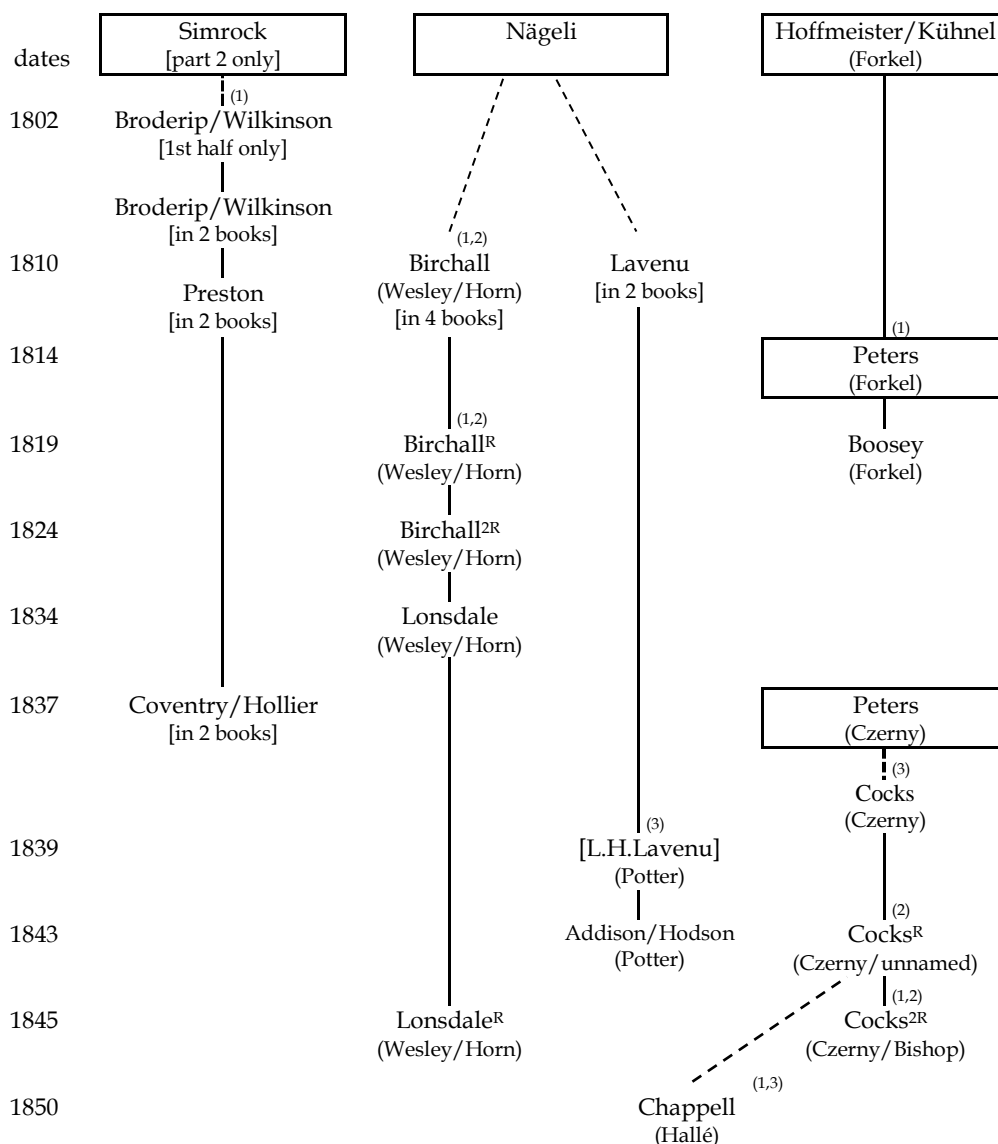 Simrock
[part 2 only]
Nägeli
Hoffmeister/Kühnel
(Forkel)
dates
(1)
1802
Broderip/Wilkinson
[1st half only]
Broderip/Wilkinson
[in 2 books]
1810
(1,2)
Birchall
(Wesley/Horn)
[in 4 books]
Lavenu
[in 2 books]
Preston
[in 2 books]
1814
(1)
Peters
(Forkel)
1819
(1,2)
Birchallᴿ
(Wesley/Horn)
Boosey
(Forkel)
1824
Birchall²ᴿ
(Wesley/Horn)
1834
Lonsdale
(Wesley/Horn)
1837
Coventry/Hollier
[in 2 books]
Peters
(Czerny)
(3)
Cocks
(Czerny)
1839
(3)
[L.H.Lavenu]
(Potter)
1843
Addison/Hodson
(Potter)
(2)
Cocksᴿ
(Czerny/unnamed)
1845
Lonsdaleᴿ
(Wesley/Horn)
(1,2)
Cocks²ᴿ
(Czerny/Bishop)
1850
(1,3)
Chappell
(Hallé)